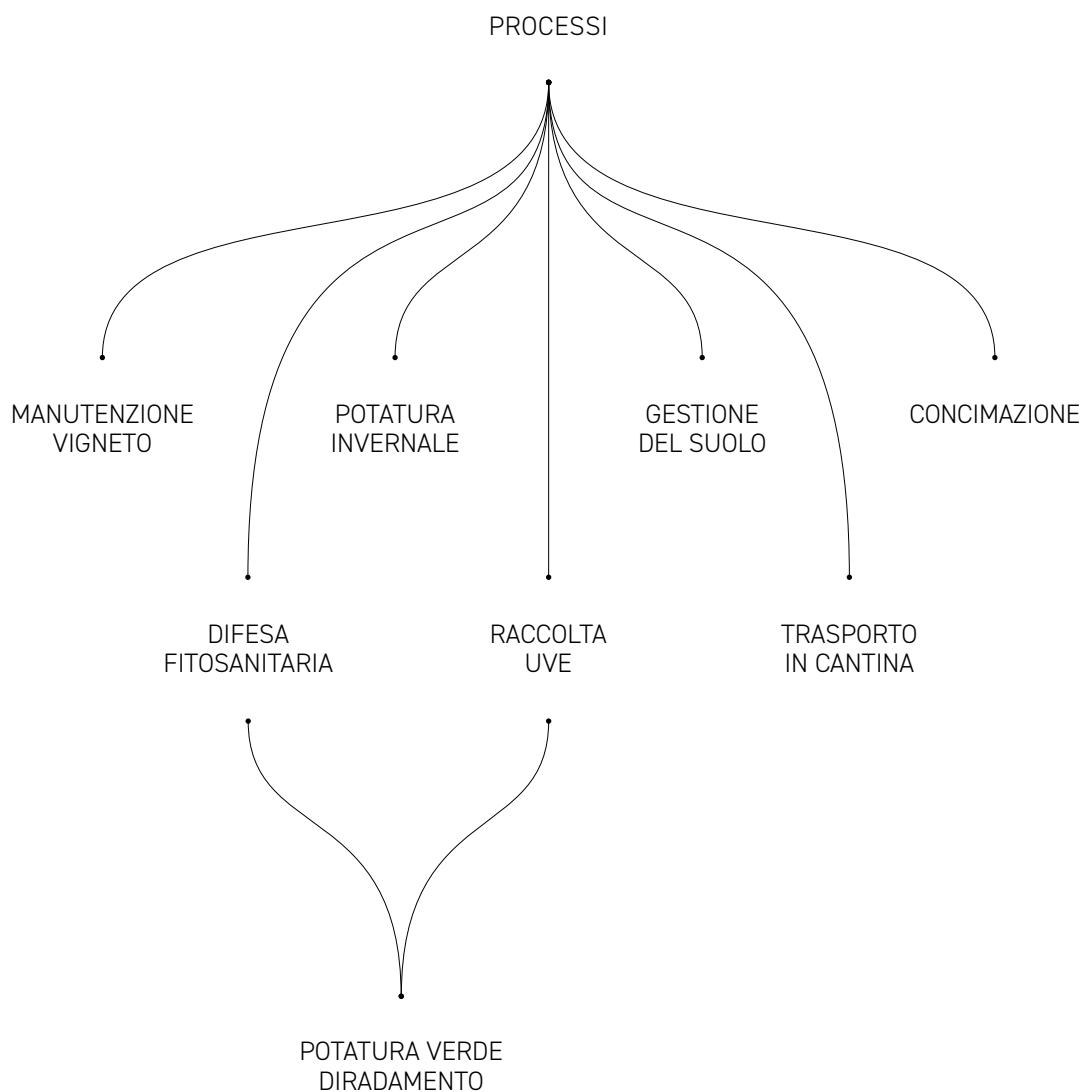 PROCESSI
MANUTENZIONE
VIGNETO
POTATURA
INVERNALE
GESTIONE
DEL SUOLO
CONCIMAZIONE
DIFESA
FITOSANITARIA
RACCOLTA
UVE
TRASPORTO
IN CANTINA
POTATURA VERDE
DIRADAMENTO